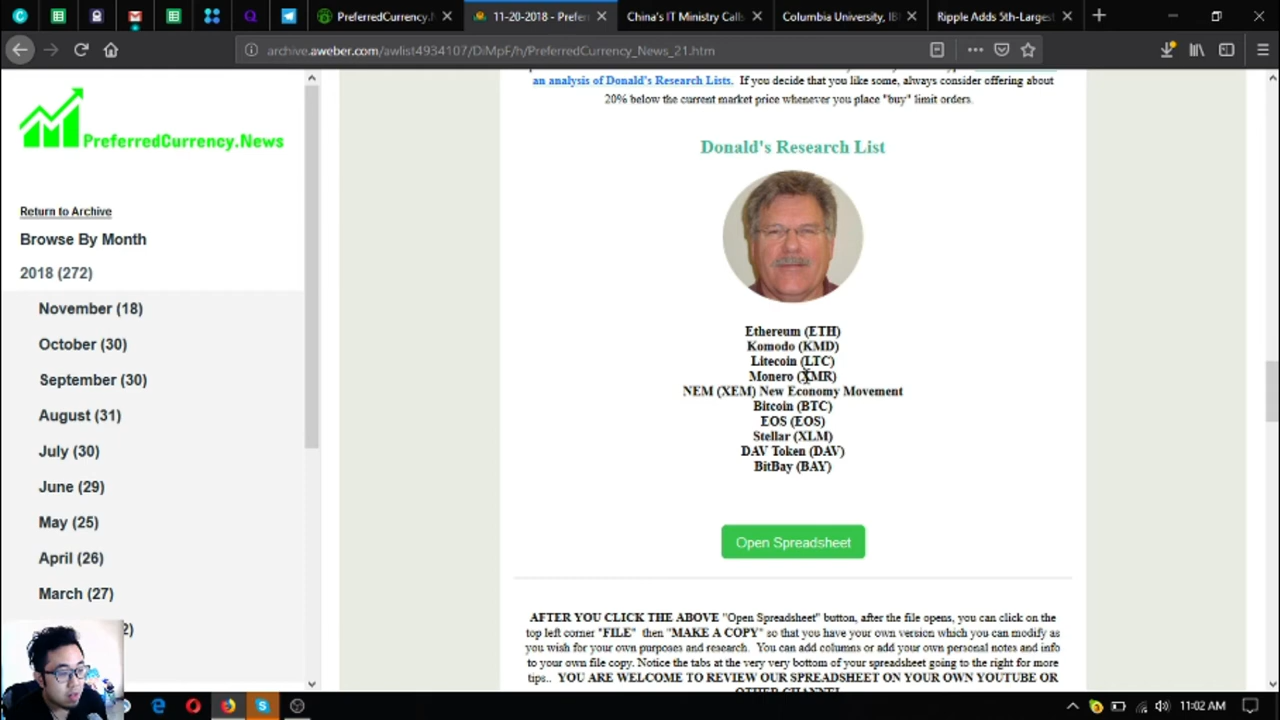 PreferredCurrency.N
11-20-2018 - Prefer
China's IT Ministry Calls
Columbia University, IB
Ripple Adds 5th-Largest
archive.aweber.com/awlist4934107/DiMpF/h/PreferredCurrency_News_21.htm
PreferredCurrency.News
Return to Archive
Browse By Month
2018 (272)
November (18)
October (30)
September (30)
August (31)
July (30)
June (29)
May (25)
April (26)
March (27)
2)
an analysis of Donald's Research Lists. If you decide that you like some, always consider offering about
20% below the current market price whenever you place "buy" limit orders.
Donald's Research List
Ethereum (ETH)
Komodo (KMD)
Litecoin (LTC)
Monero (XMR)
NEM (XEM) New Economy Movement
Bitcoin (BTC)
EOS (EOS)
Stellar (XLM)
DAV Token (DAV)
BitBay (BAY)
Open Spreadsheet
AFTER YOU CLICK THE ABOVE "Open Spreadsheet" button, after the file opens, you can click on the
top left corner "FILE" then "MAKE A COPY" so that you have your own version which you can modify as
you wish for your own purposes and research. You can add columns or add your own personal notes and info
to your own file copy. Notice the tabs at the very very bottom of your spreadsheet going to the right for more
tips.. YOU ARE WELCOME TO REVIEW OUR SPREADSHEET ON YOUR OWN YOUTUBE OR
OTHER CHANNEL
11:02 AM